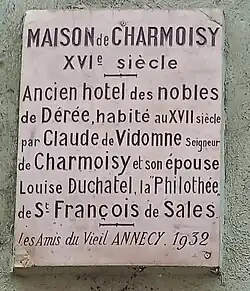 MAISON de CHARMOISY
XVIe siècle
Ancien hotel des nobles
de Dérée, habité au XVII siècle
par Claude de Vidomne Seigneur
de Charmoisy et son épouse
Louise Duchatel, la "Philothée"
de St François de Sales.
Les Amis du Vieil ANNECY, 1932